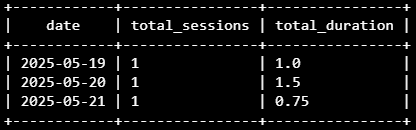 +------------+----------------+----------------+
|    date    | total_sessions | total_duration |
+------------+----------------+----------------+
| 2025-05-19 | 1              | 1.0            |
| 2025-05-20 | 1              | 1.5            |
| 2025-05-21 | 1              | 0.75           |
+------------+----------------+----------------+